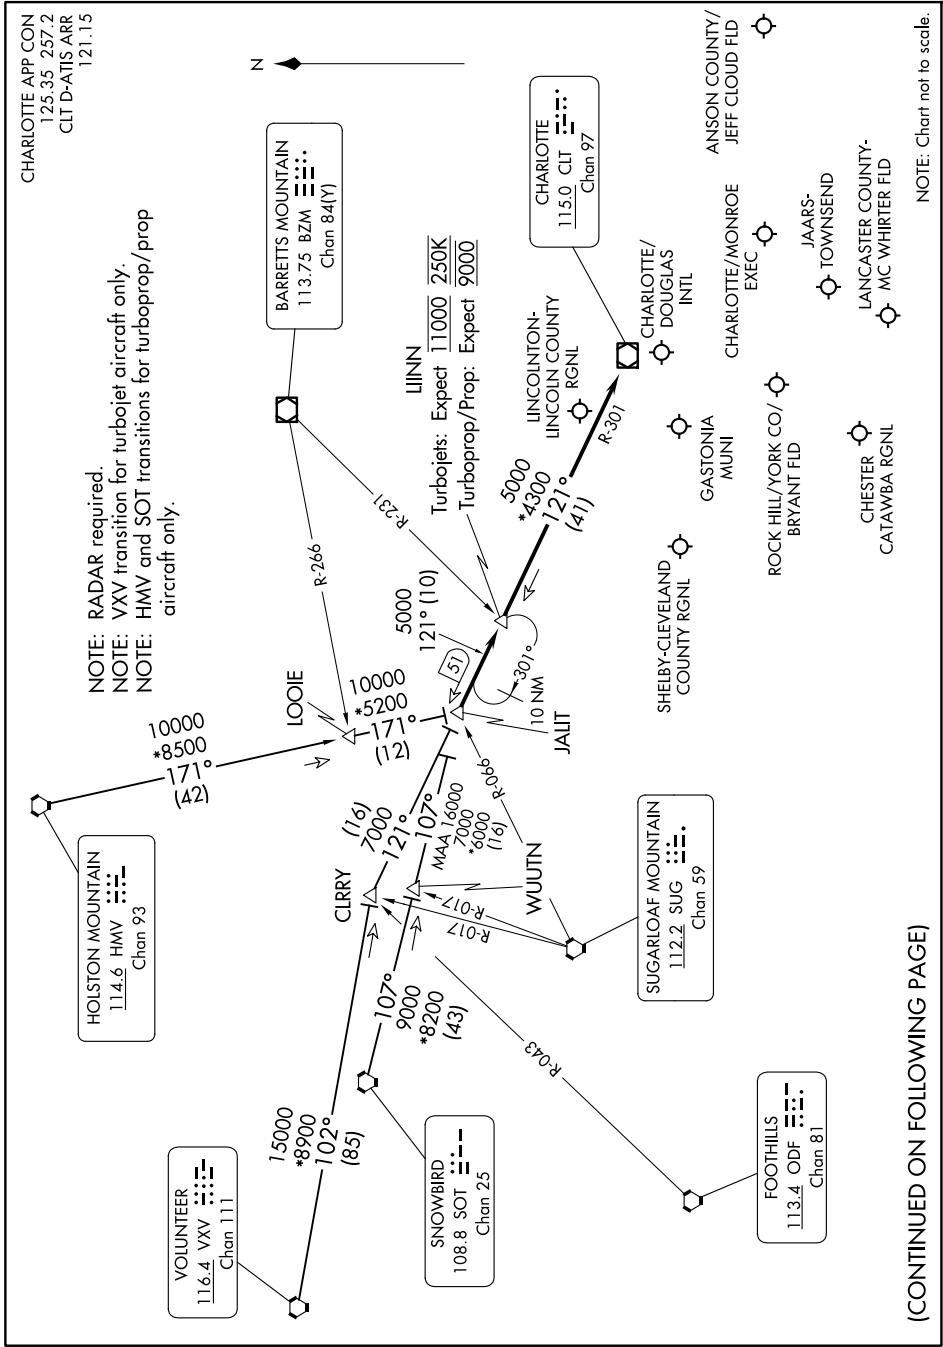 CHARLOTTE APP CON
125.35 257.2
CLT D-ATIS ARR
121.15
NOTE: RADAR required.
NOTE: VXV transition for turbojet aircraft only.
NOTE: HMV and SOT transitions for turboprop/prop
aircraft only.
N
HOLSTON MOUNTAIN
114.6 HMV
Chan 93
10000
*8500
171°
(42)
LOOIE
R-266
BARRETTS MOUNTAIN
113.75 BZM
Chan 84(Y)
10000
*5200
171°
(12)
R-231
LIINN
Turbojets: Expect 11000 250K
Turboprop/Prop: Expect 9000
VOLUNTEER
116.4 VXV
Chan 111
15000
*8900
102°
(85)
CLRRY
(16)
7000
121°
5000
121° (10)
51
301°
10 NM
JALIT
SNOWBIRD
108.8 SOT
Chan 25
107°
9000
*8200
(43)
107°
MAA 16000
7000
*6000
(16)
WUUTN
R-017
R-017
R-066
R-043
SUGARLOAF MOUNTAIN
112.2 SUG
Chan 59
FOOTHILLS
113.4 ODF
Chan 81
5000
*4300
121°
(41)
R-301
CHARLOTTE
115.0 CLT
Chan 97
LINCOLNTON-
LINCOLN COUNTY
RGNL
CHARLOTTE/
DOUGLAS
INTL
SHELBY-CLEVELAND
COUNTY RGNL
GASTONIA
MUNI
CHARLOTTE/MONROE
EXEC
ANSON COUNTY/
JEFF CLOUD FLD
ROCK HILL/YORK CO/
BRYANT FLD
JAARS-
TOWNSEND
CHESTER
CATAWBA RGNL
LANCASTER COUNTY-
MC WHIRTER FLD
NOTE: Chart not to scale.
(CONTINUED ON FOLLOWING PAGE)